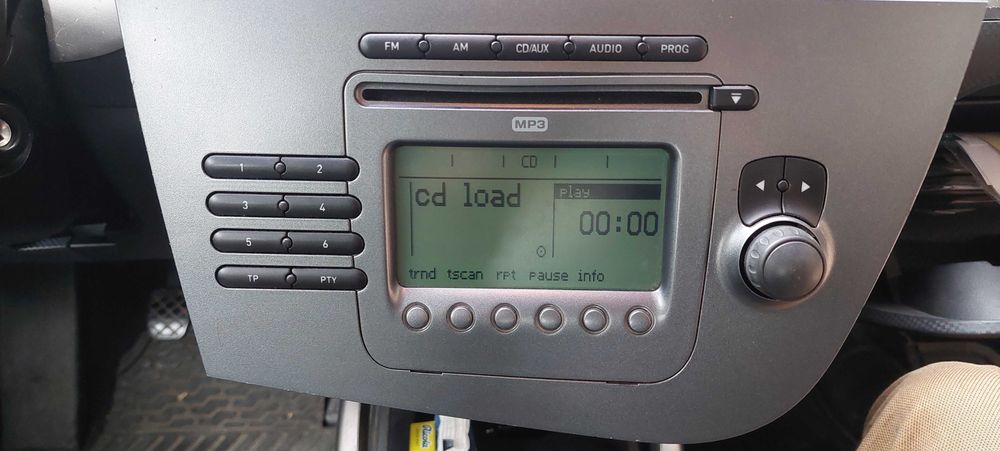 FM AM CD/AUX AUDIO PROG
MP3
CD
cd load
play
00:00
trnd tscan rpt pause info
1 2
3 4
5 6
TP PTY
Ricola